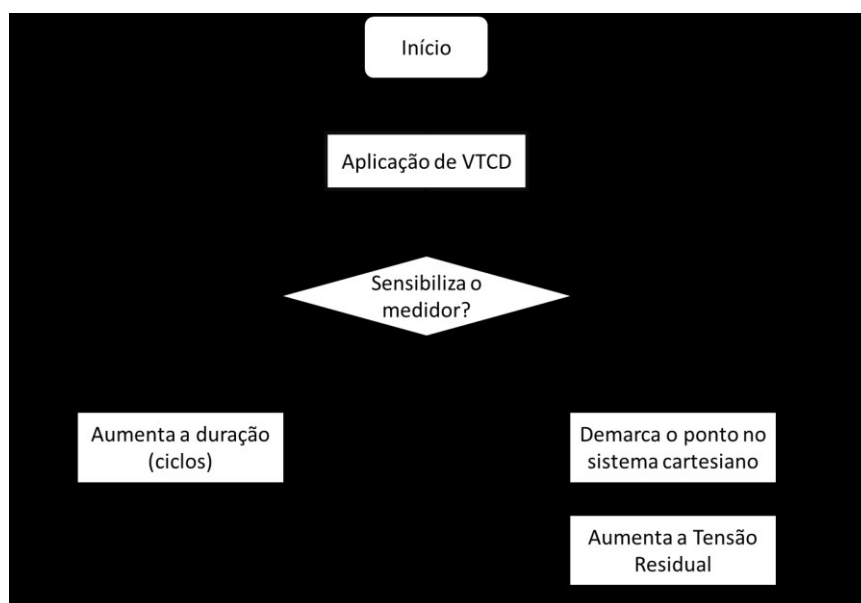 Início
Aplicação de VTCD
Sensibiliza o
medidor?
Aumenta a duração
(ciclos)
Demarca o ponto no
sistema cartesiano
Aumenta a Tensão
Residual